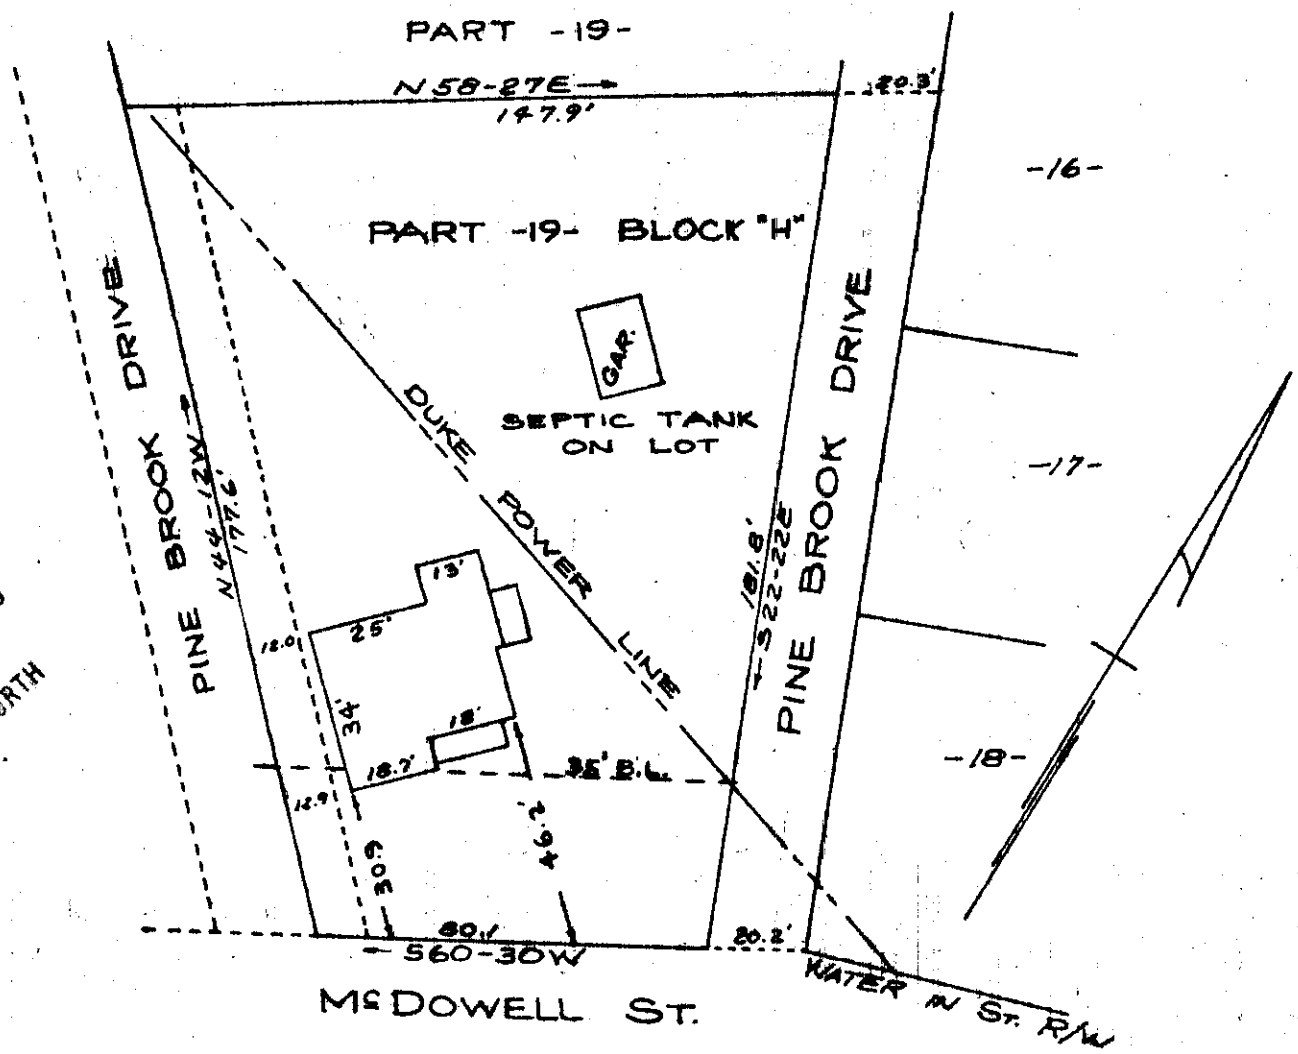 PART -19-
N 58-27E
147.9'
20.3'
-16-
PART -19- BLOCK "H"
GAR.
SEPTIC TANK
ON LOT
PINE BROOK DRIVE
N 44-12W
177.6'
DUKE POWER LINE
181.8'
S22-22E
PINE BROOK DRIVE
-17-
-18-
13'
25'
12.0
34'
18'
18.7'
35' B.L.
12.9
30.9
46.2'
80.1
S60-30W
20.2'
McDOWELL ST.
WATER IN ST. R/W